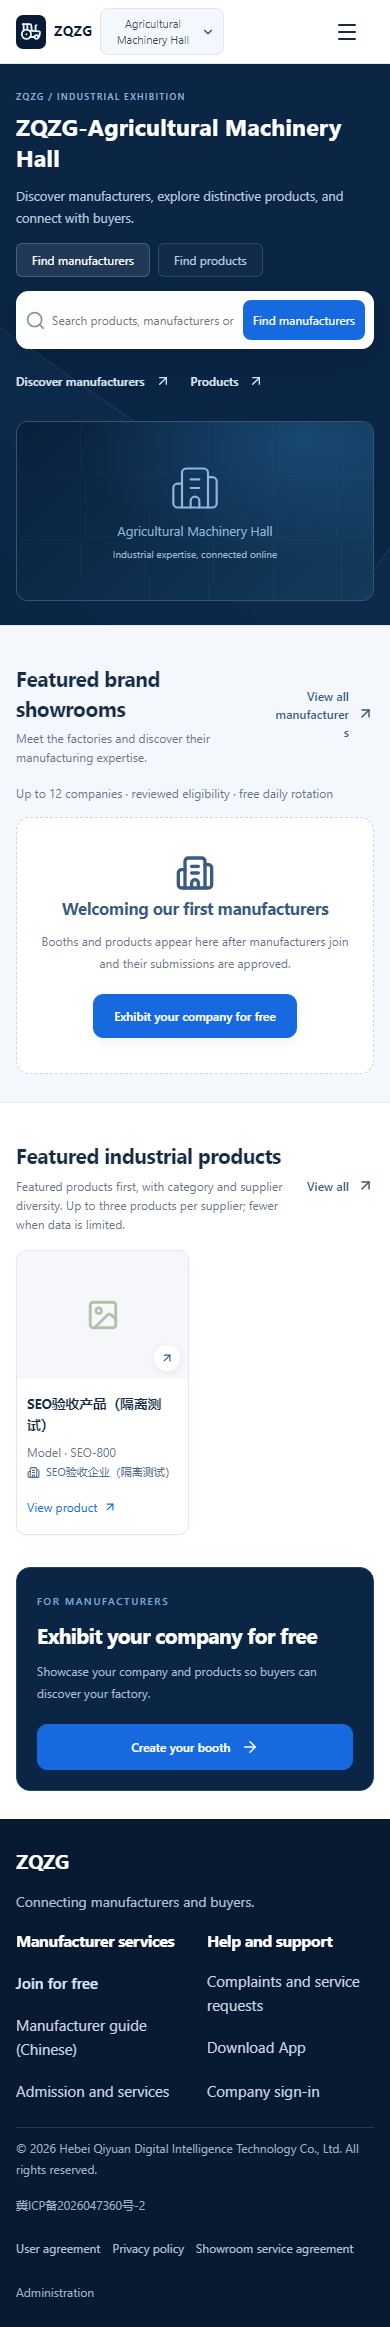 ZQZG
Agricultural
Machinery Hall
ZQZG / INDUSTRIAL EXHIBITION
ZQZG-Agricultural Machinery
Hall
Discover manufacturers, explore distinctive products, and
connect with buyers.
Find manufacturers
Find products
Search products, manufacturers or
Find manufacturers
Discover manufacturers
Products
Agricultural Machinery Hall
Industrial expertise, connected online
Featured brand
showrooms
Meet the factories and discover their
manufacturing expertise.
View all
manufacturer
s
Up to 12 companies · reviewed eligibility · free daily rotation
Welcoming our first manufacturers
Booths and products appear here after manufacturers join
and their submissions are approved.
Exhibit your company for free
Featured industrial products
Featured products first, with category and supplier
diversity. Up to three products per supplier; fewer
when data is limited.
View all
SEO验收产品（隔离测
试）
Model · SEO-800
SEO验收企业（隔离测试）
View product
FOR MANUFACTURERS
Exhibit your company for free
Showcase your company and products so buyers can
discover your factory.
Create your booth
ZQZG
Connecting manufacturers and buyers.
Manufacturer services
Join for free
Manufacturer guide
(Chinese)
Admission and services
Help and support
Complaints and service
requests
Download App
Company sign-in
© 2026 Hebei Qiyuan Digital Intelligence Technology Co., Ltd. All
rights reserved.
冀ICP备2026047360号-2
User agreement
Privacy policy
Showroom service agreement
Administration